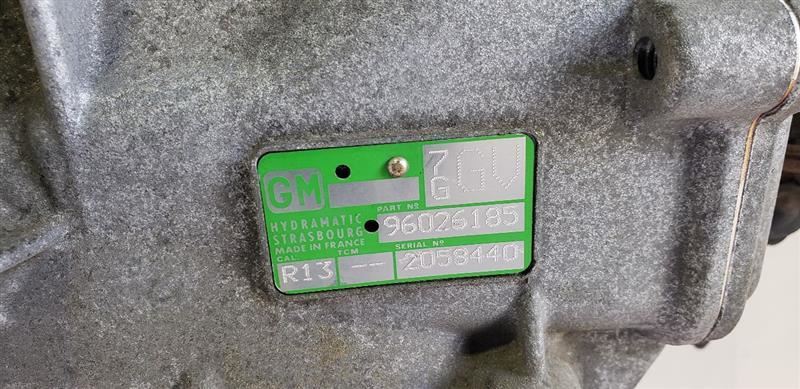 GM
7 GV
G
PART Nº
HYDRAMATIC
STRASBOURG
96026185
MADE IN FRANCE
SERIAL Nº
CAL. TCM
R13 -- 2058440